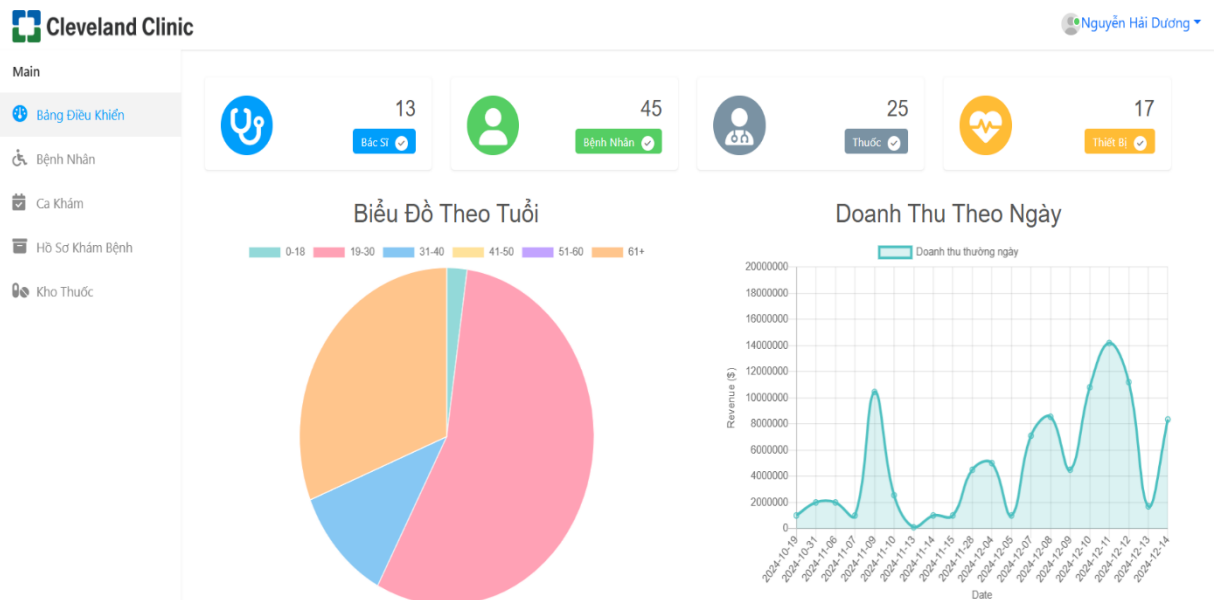 Cleveland Clinic
Nguyễn Hải Dương
Main
Bảng Điều Khiển
Bệnh Nhân
Ca Khám
Hồ Sơ Khám Bệnh
Kho Thuốc
13
Bác Sĩ
45
Bệnh Nhân
25
Thuốc
17
Thiết Bị
Biểu Đồ Theo Tuổi
0-18 19-30 31-40 41-50 51-60 61+
Doanh Thu Theo Ngày
Doanh thu thường ngày
20000000
18000000
16000000
14000000
12000000
10000000
8000000
6000000
4000000
2000000
0
Revenue ($)
2024-10-19
2024-10-31
2024-11-06
2024-11-07
2024-11-09
2024-11-10
2024-11-13
2024-11-14
2024-11-15
2024-11-28
2024-12-04
2024-12-05
2024-12-07
2024-12-08
2024-12-09
2024-12-10
2024-12-11
2024-12-12
2024-12-13
2024-12-14
Date